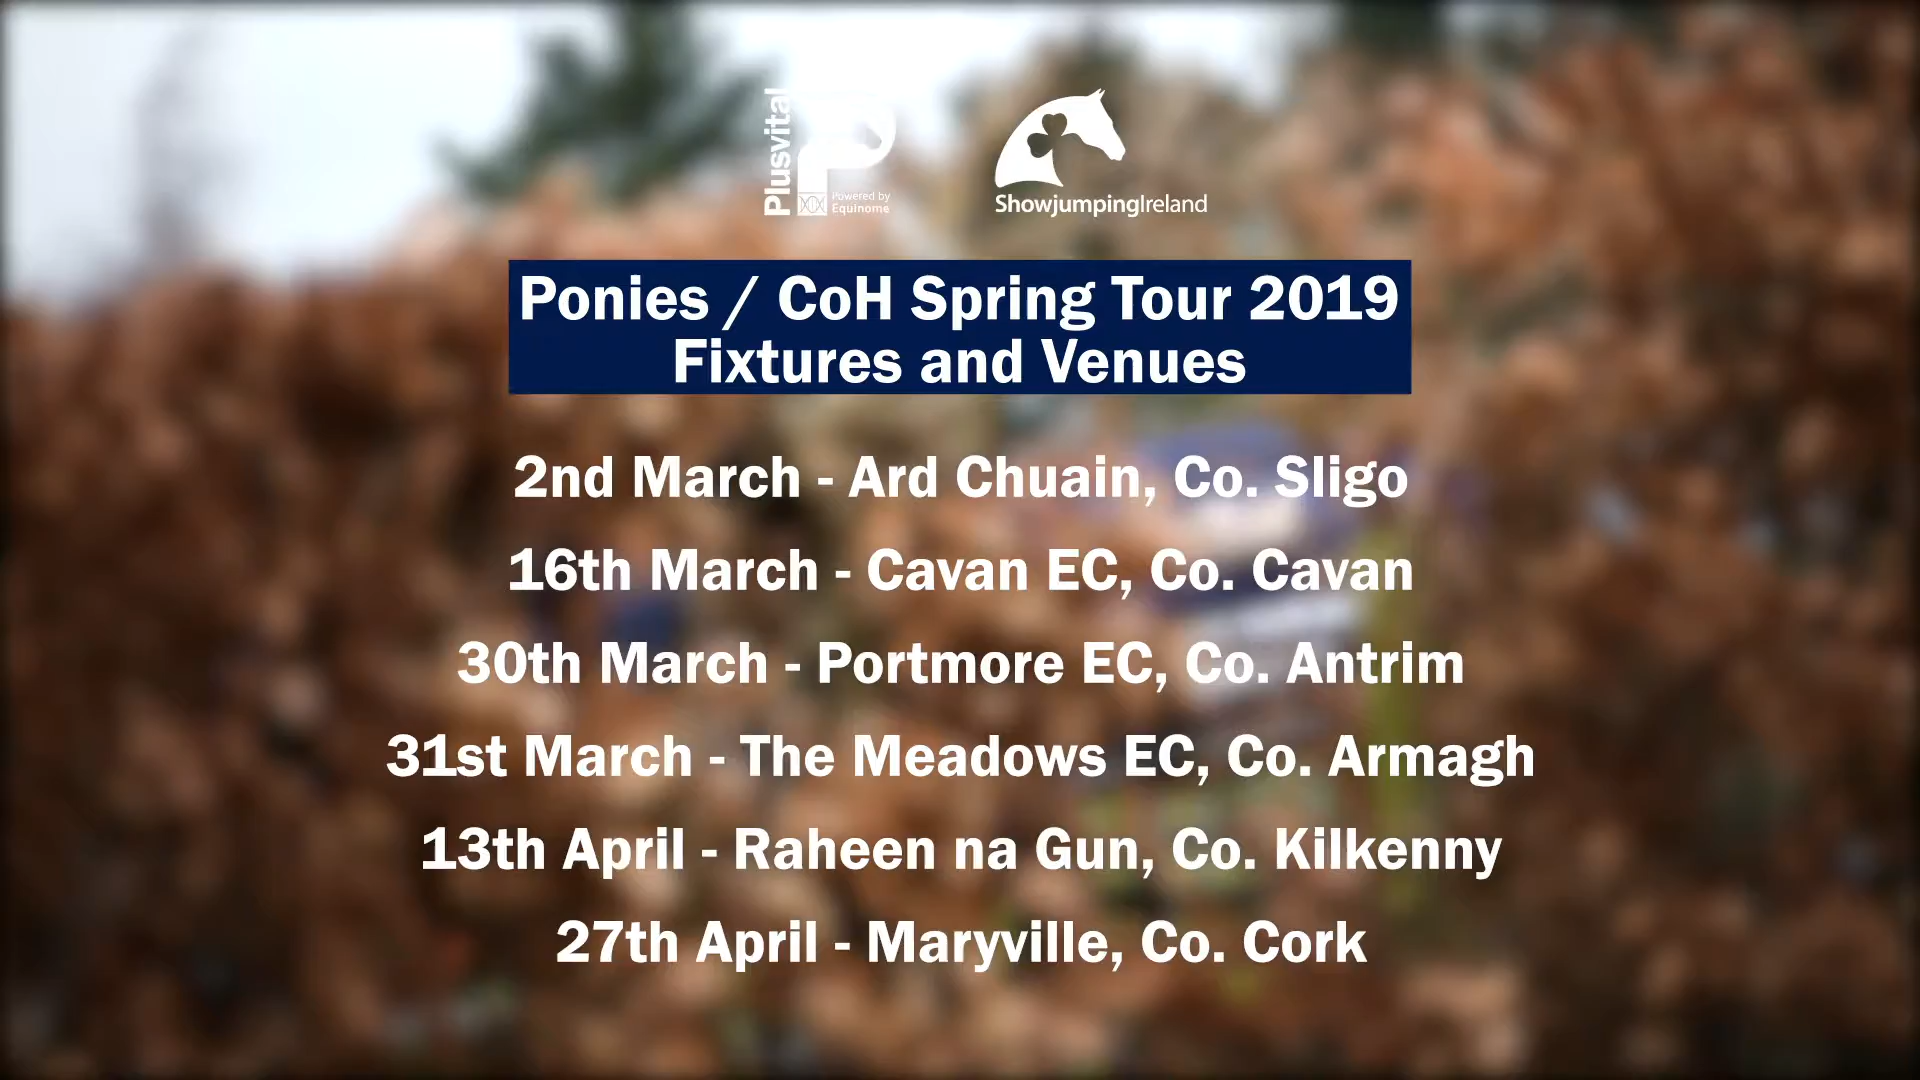 Plusvital
Powered by
Equinome
ShowjumpingIreland
Ponies / CoH Spring Tour 2019
Fixtures and Venues
2nd March - Ard Chuain, Co. Sligo
16th March - Cavan EC, Co. Cavan
30th March - Portmore EC, Co. Antrim
31st March - The Meadows EC, Co. Armagh
13th April - Raheen na Gun, Co. Kilkenny
27th April - Maryville, Co. Cork